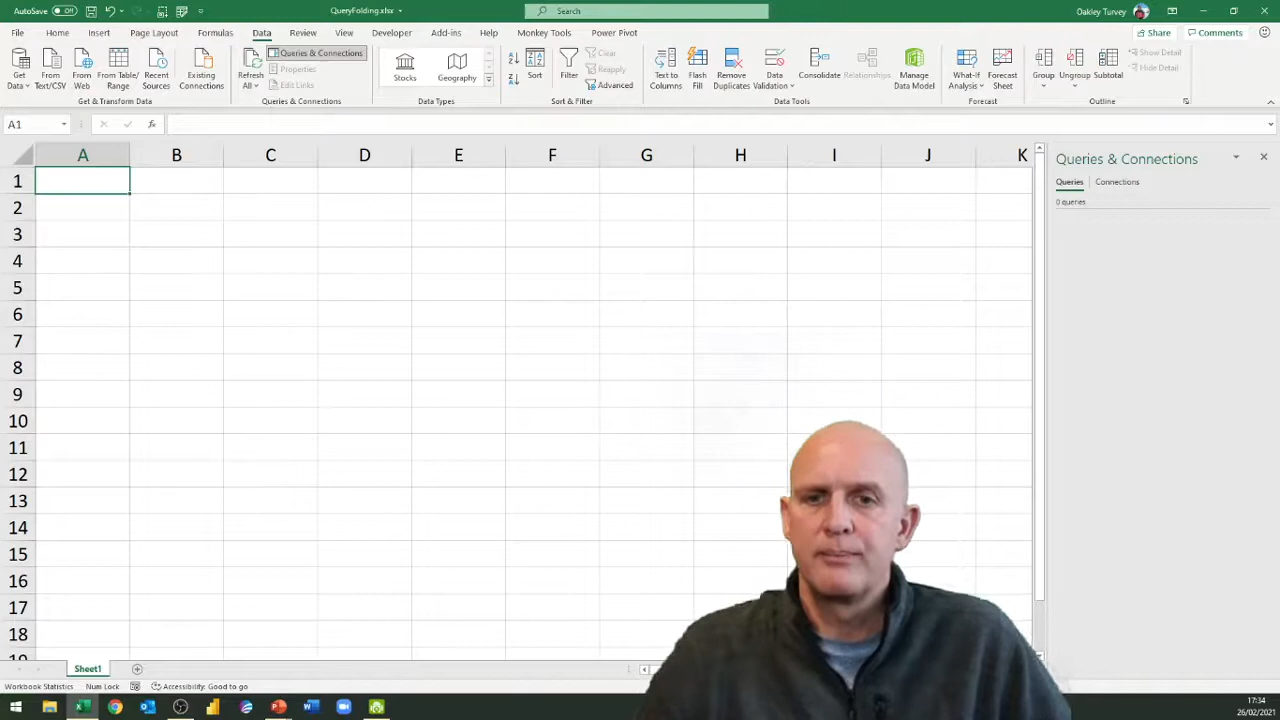 AutoSave Off QueryFolding.xlsx Search Oakley Turvey
File Home Insert Page Layout Formulas Data Review View Developer Add-ins Help Monkey Tools Power Pivot Share Comments
Get Data From Text/CSV From Web From Table/ Range Recent Sources Existing Connections Refresh All Queries & Connections Properties Edit Links Stocks Geography Sort Filter Clear Reapply Advanced Text to Columns Flash Fill Remove Duplicates Data Validation Consolidate Relationships Manage Data Model What-If Analysis Forecast Sheet Group Ungroup Subtotal Show Detail Hide Detail
Get & Transform Data Queries & Connections Data Types Sort & Filter Data Tools Forecast Outline
A1 fx
A B C D E F G H I J K
Queries & Connections
Queries Connections
0 queries
1
2
3
4
5
6
7
8
9
10
11
12
13
14
15
16
17
18
Sheet1
Workbook Statistics Num Lock Accessibility: Good to go
17:34
26/02/2021